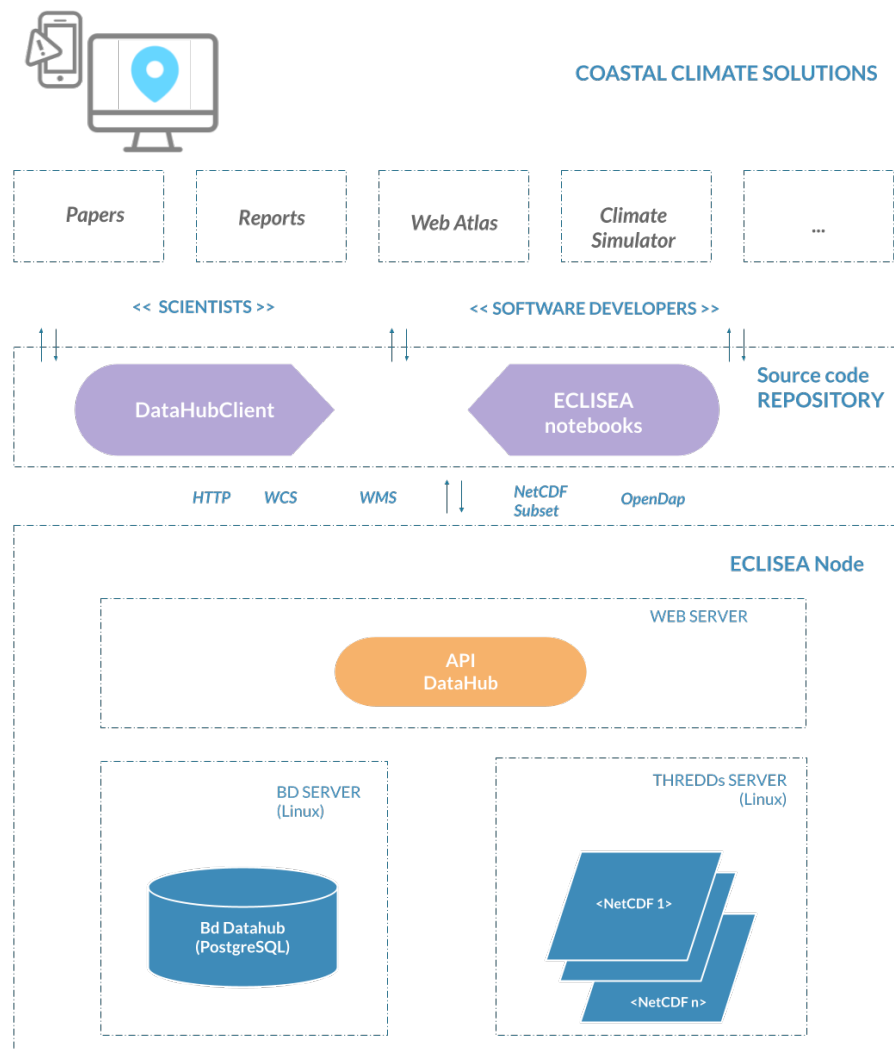 COASTAL CLIMATE SOLUTIONS
Papers
Reports
Web Atlas
Climate
Simulator
...
<< SCIENTISTS >>
<< SOFTWARE DEVELOPERS >>
DataHubClient
ECLISEA
notebooks
Source code
REPOSITORY
HTTP
WCS
WMS
NetCDF
Subset
OpenDap
ECLISEA Node
WEB SERVER
API
DataHub
BD SERVER
(Linux)
THREDDs SERVER
(Linux)
Bd Datahub
(PostgreSQL)
<NetCDF 1>
<NetCDF n>